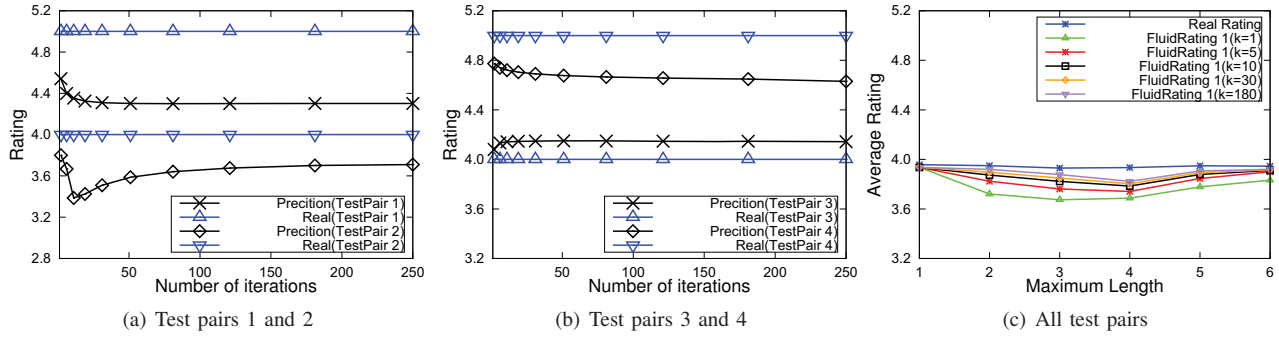 5.2
4.8
4.4
4.0
3.6
3.2
2.8
Rating
50
100
150
200
250
Number of iterations
Precition(TestPair 1)
Real(TestPair 1)
Precition(TestPair 2)
Real(TestPair 2)
(a) Test pairs 1 and 2
5.2
4.8
4.4
4.0
3.6
3.2
Rating
50
100
150
200
250
Number of iterations
Precition(TestPair 3)
Real(TestPair 3)
Precition(TestPair 4)
Real(TestPair 4)
(b) Test pairs 3 and 4
5.2
4.8
4.4
4.0
3.6
3.2
Average Rating
1
2
3
4
5
6
Maximum Length
Real Rating
FluidRating 1(k=1)
FluidRating 1(k=5)
FluidRating 1(k=10)
FluidRating 1(k=30)
FluidRating 1(k=180)
(c) All test pairs